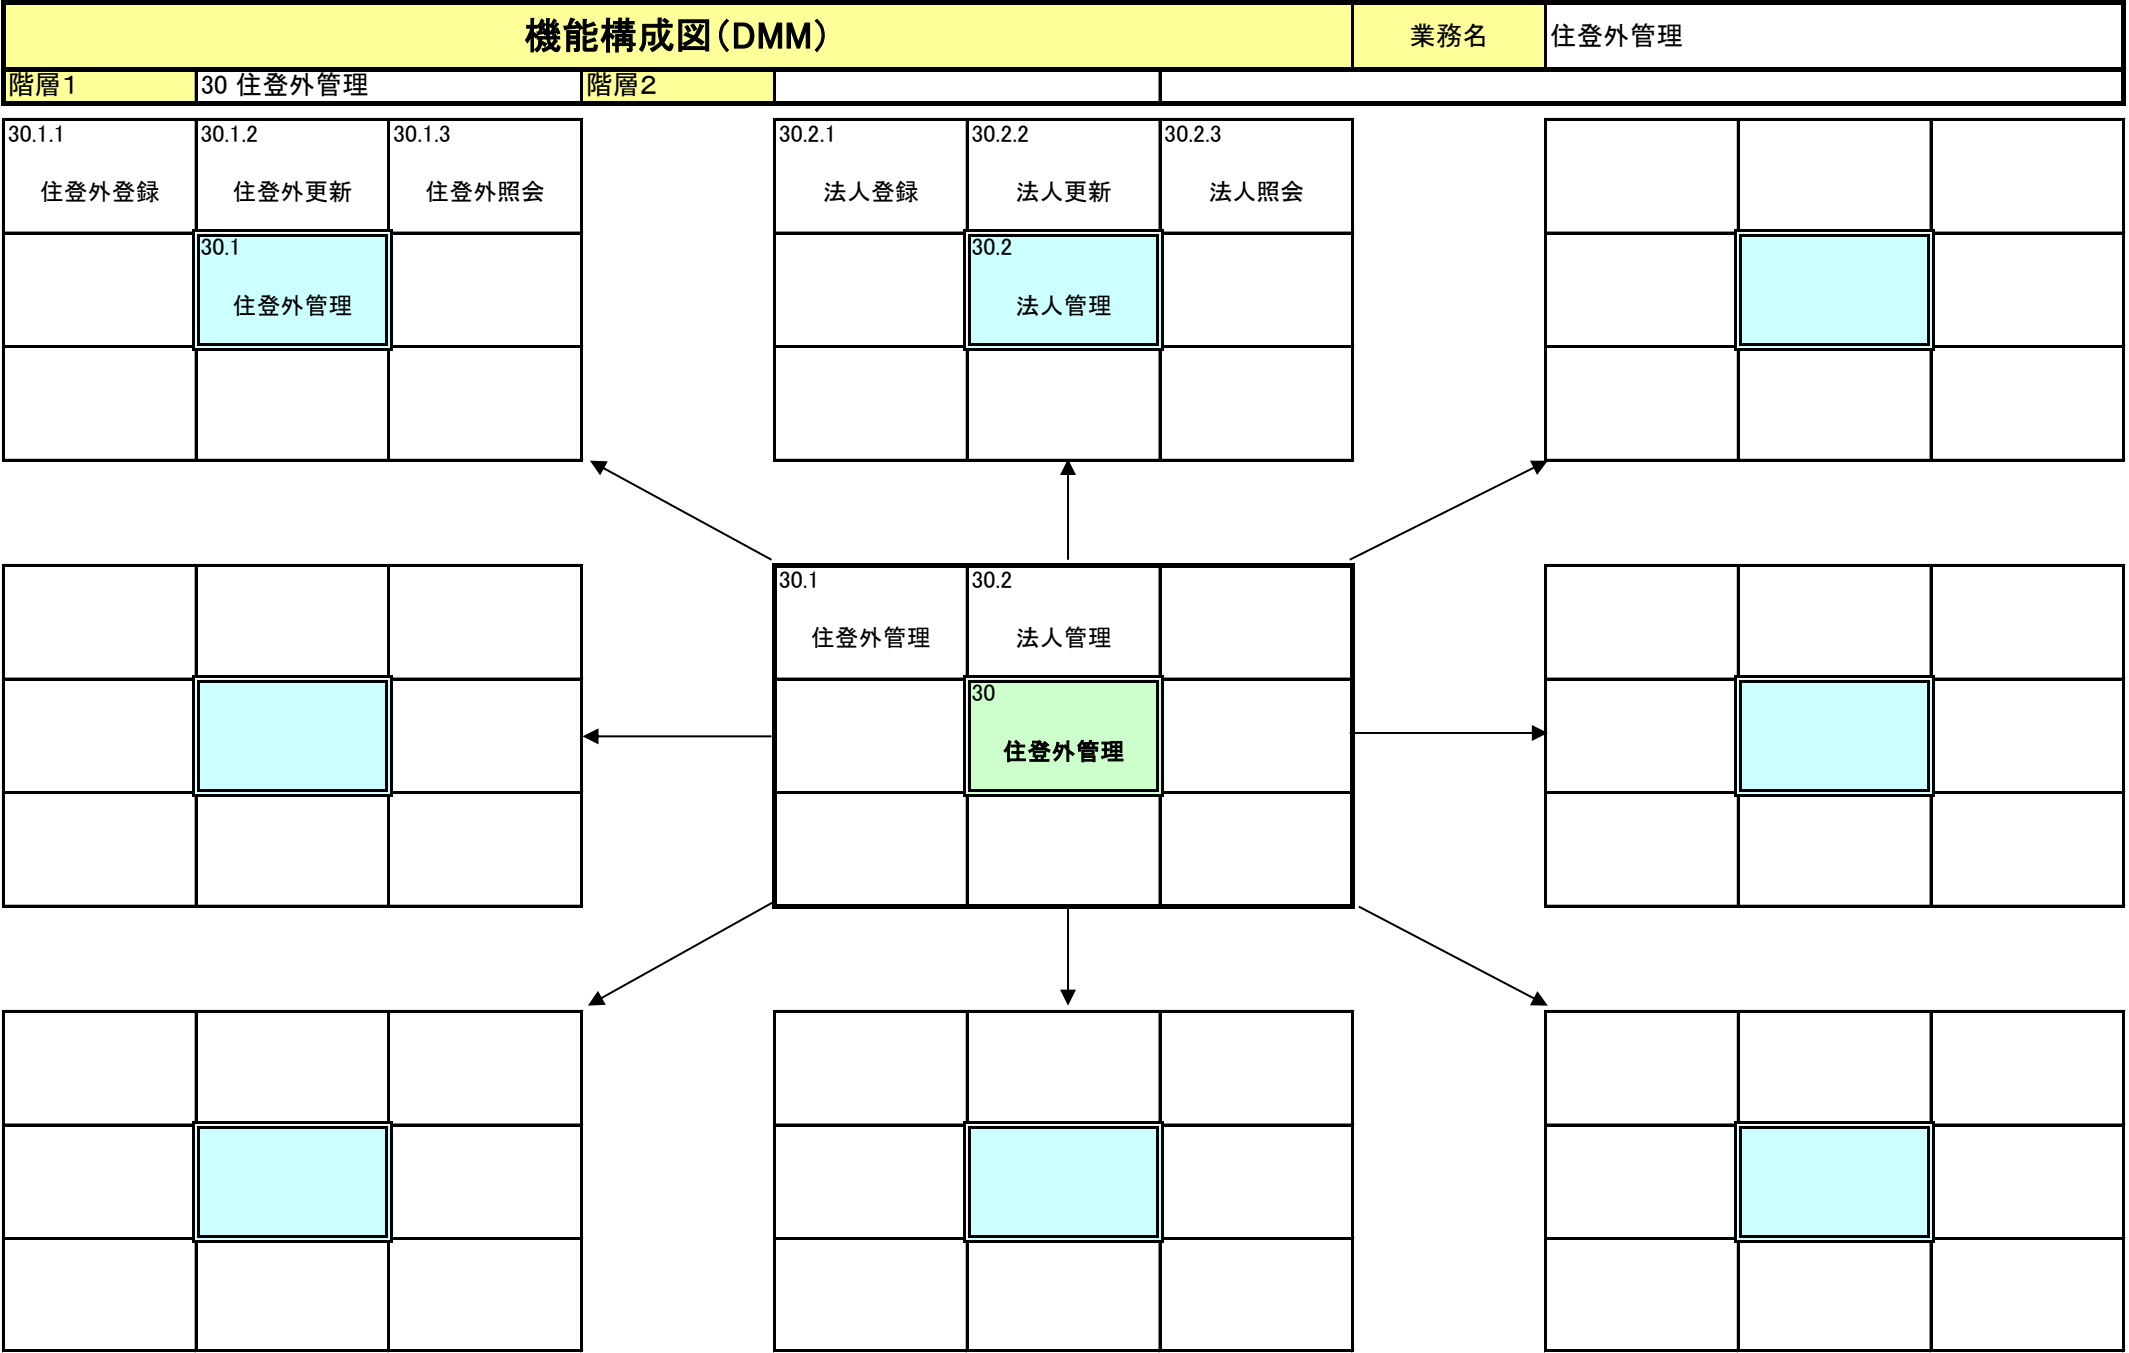 機能構成図(DMM)
業務名
住登外管理
階層1
30 住登外管理
階層2
30.1.1
30.1.2
30.1.3
住登外登録
住登外更新
住登外照会
30.1
住登外管理
30.2.1
30.2.2
30.2.3
法人登録
法人更新
法人照会
30.2
法人管理
30.1
30.2
住登外管理
法人管理
30
住登外管理